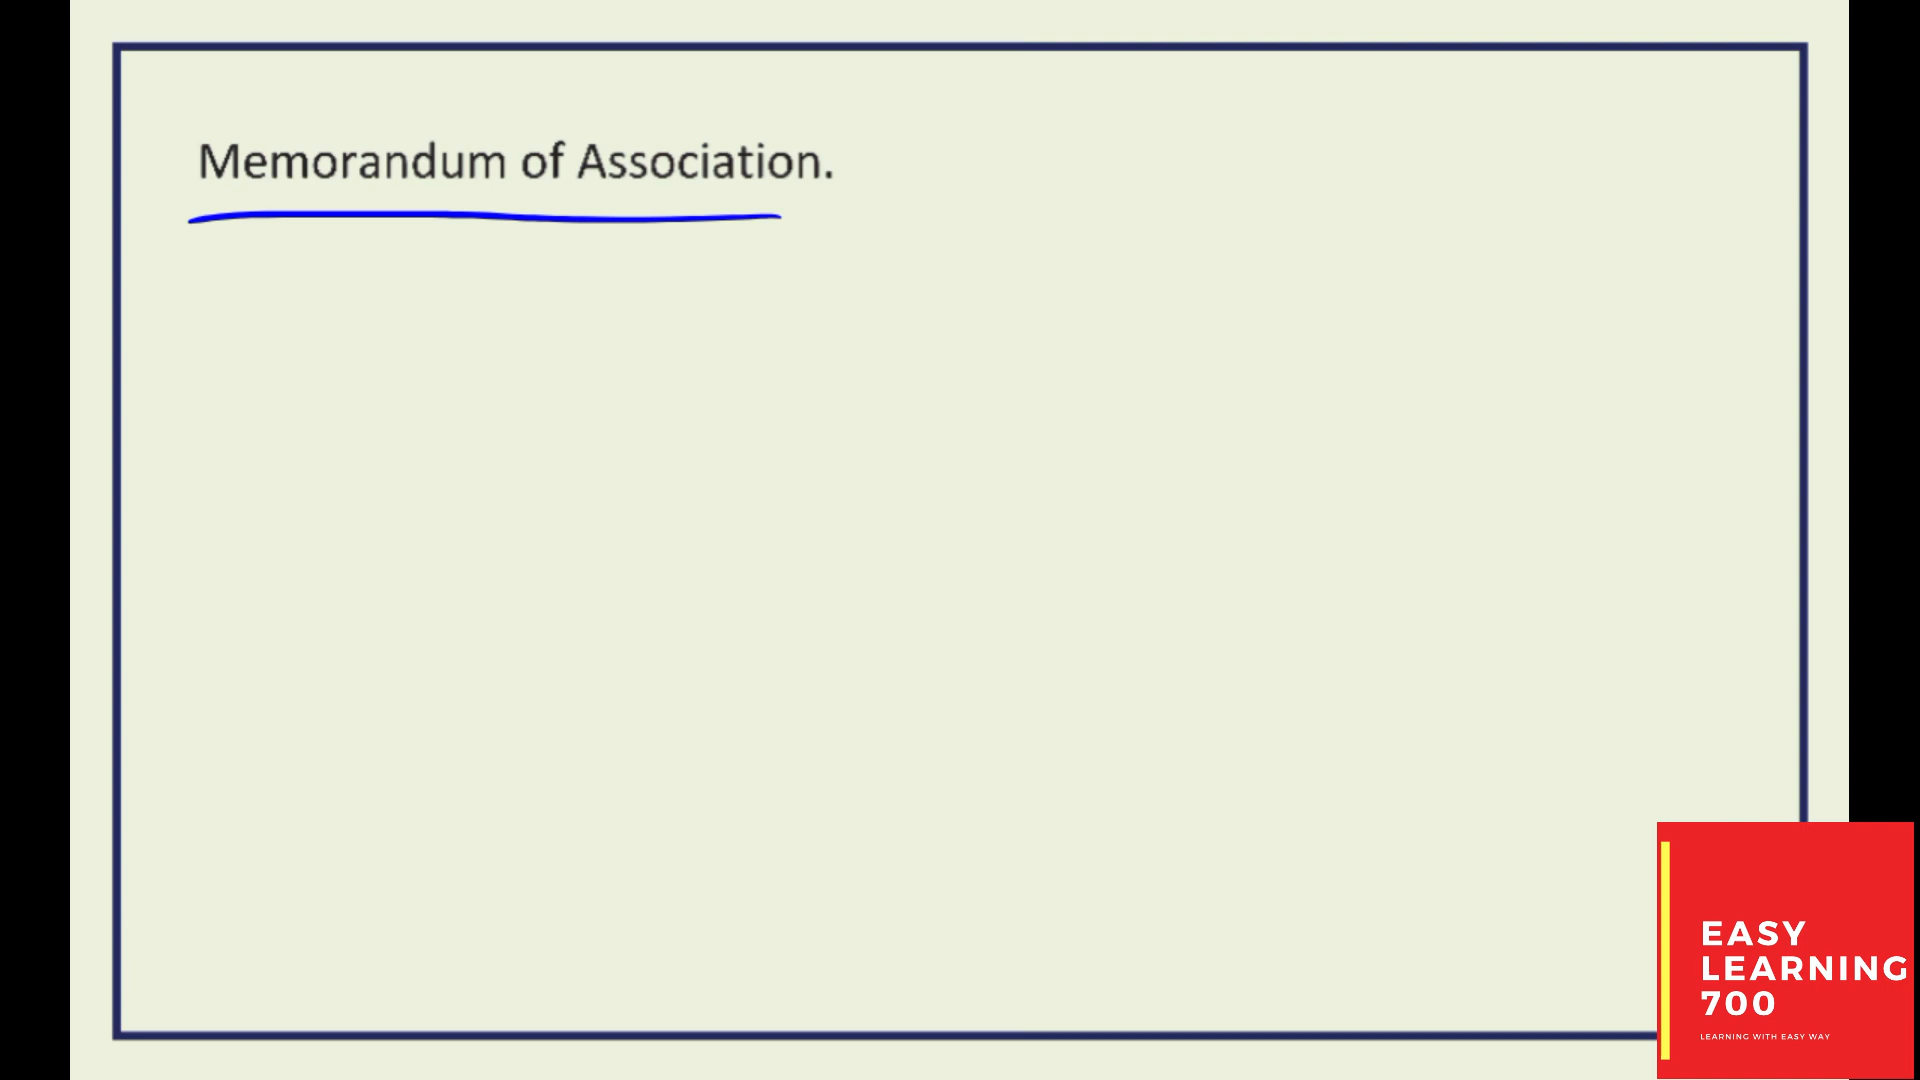 Memorandum of Association.
EASY
LEARNING
700
LEARNING WITH EASY WAY